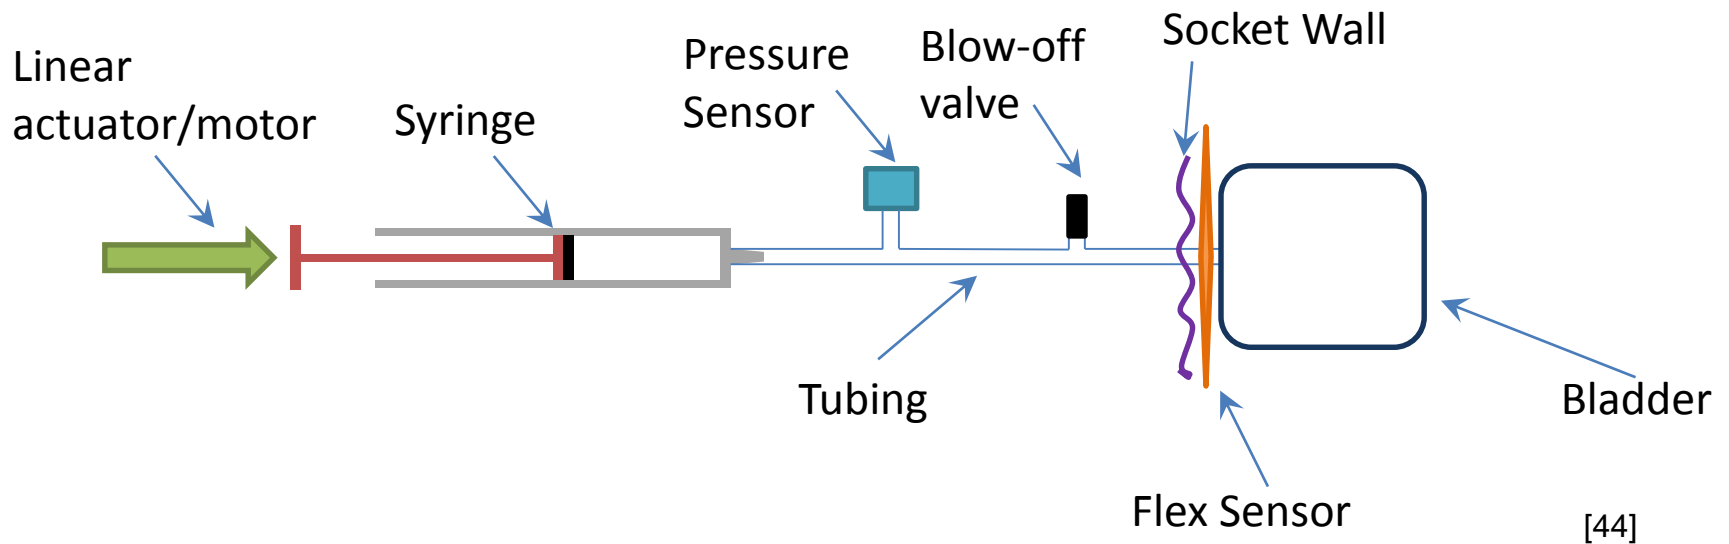 Linear
actuator/motor
Syringe
Pressure
Sensor
Blow-off
valve
Socket Wall
Tubing
Flex Sensor
Bladder
[44]